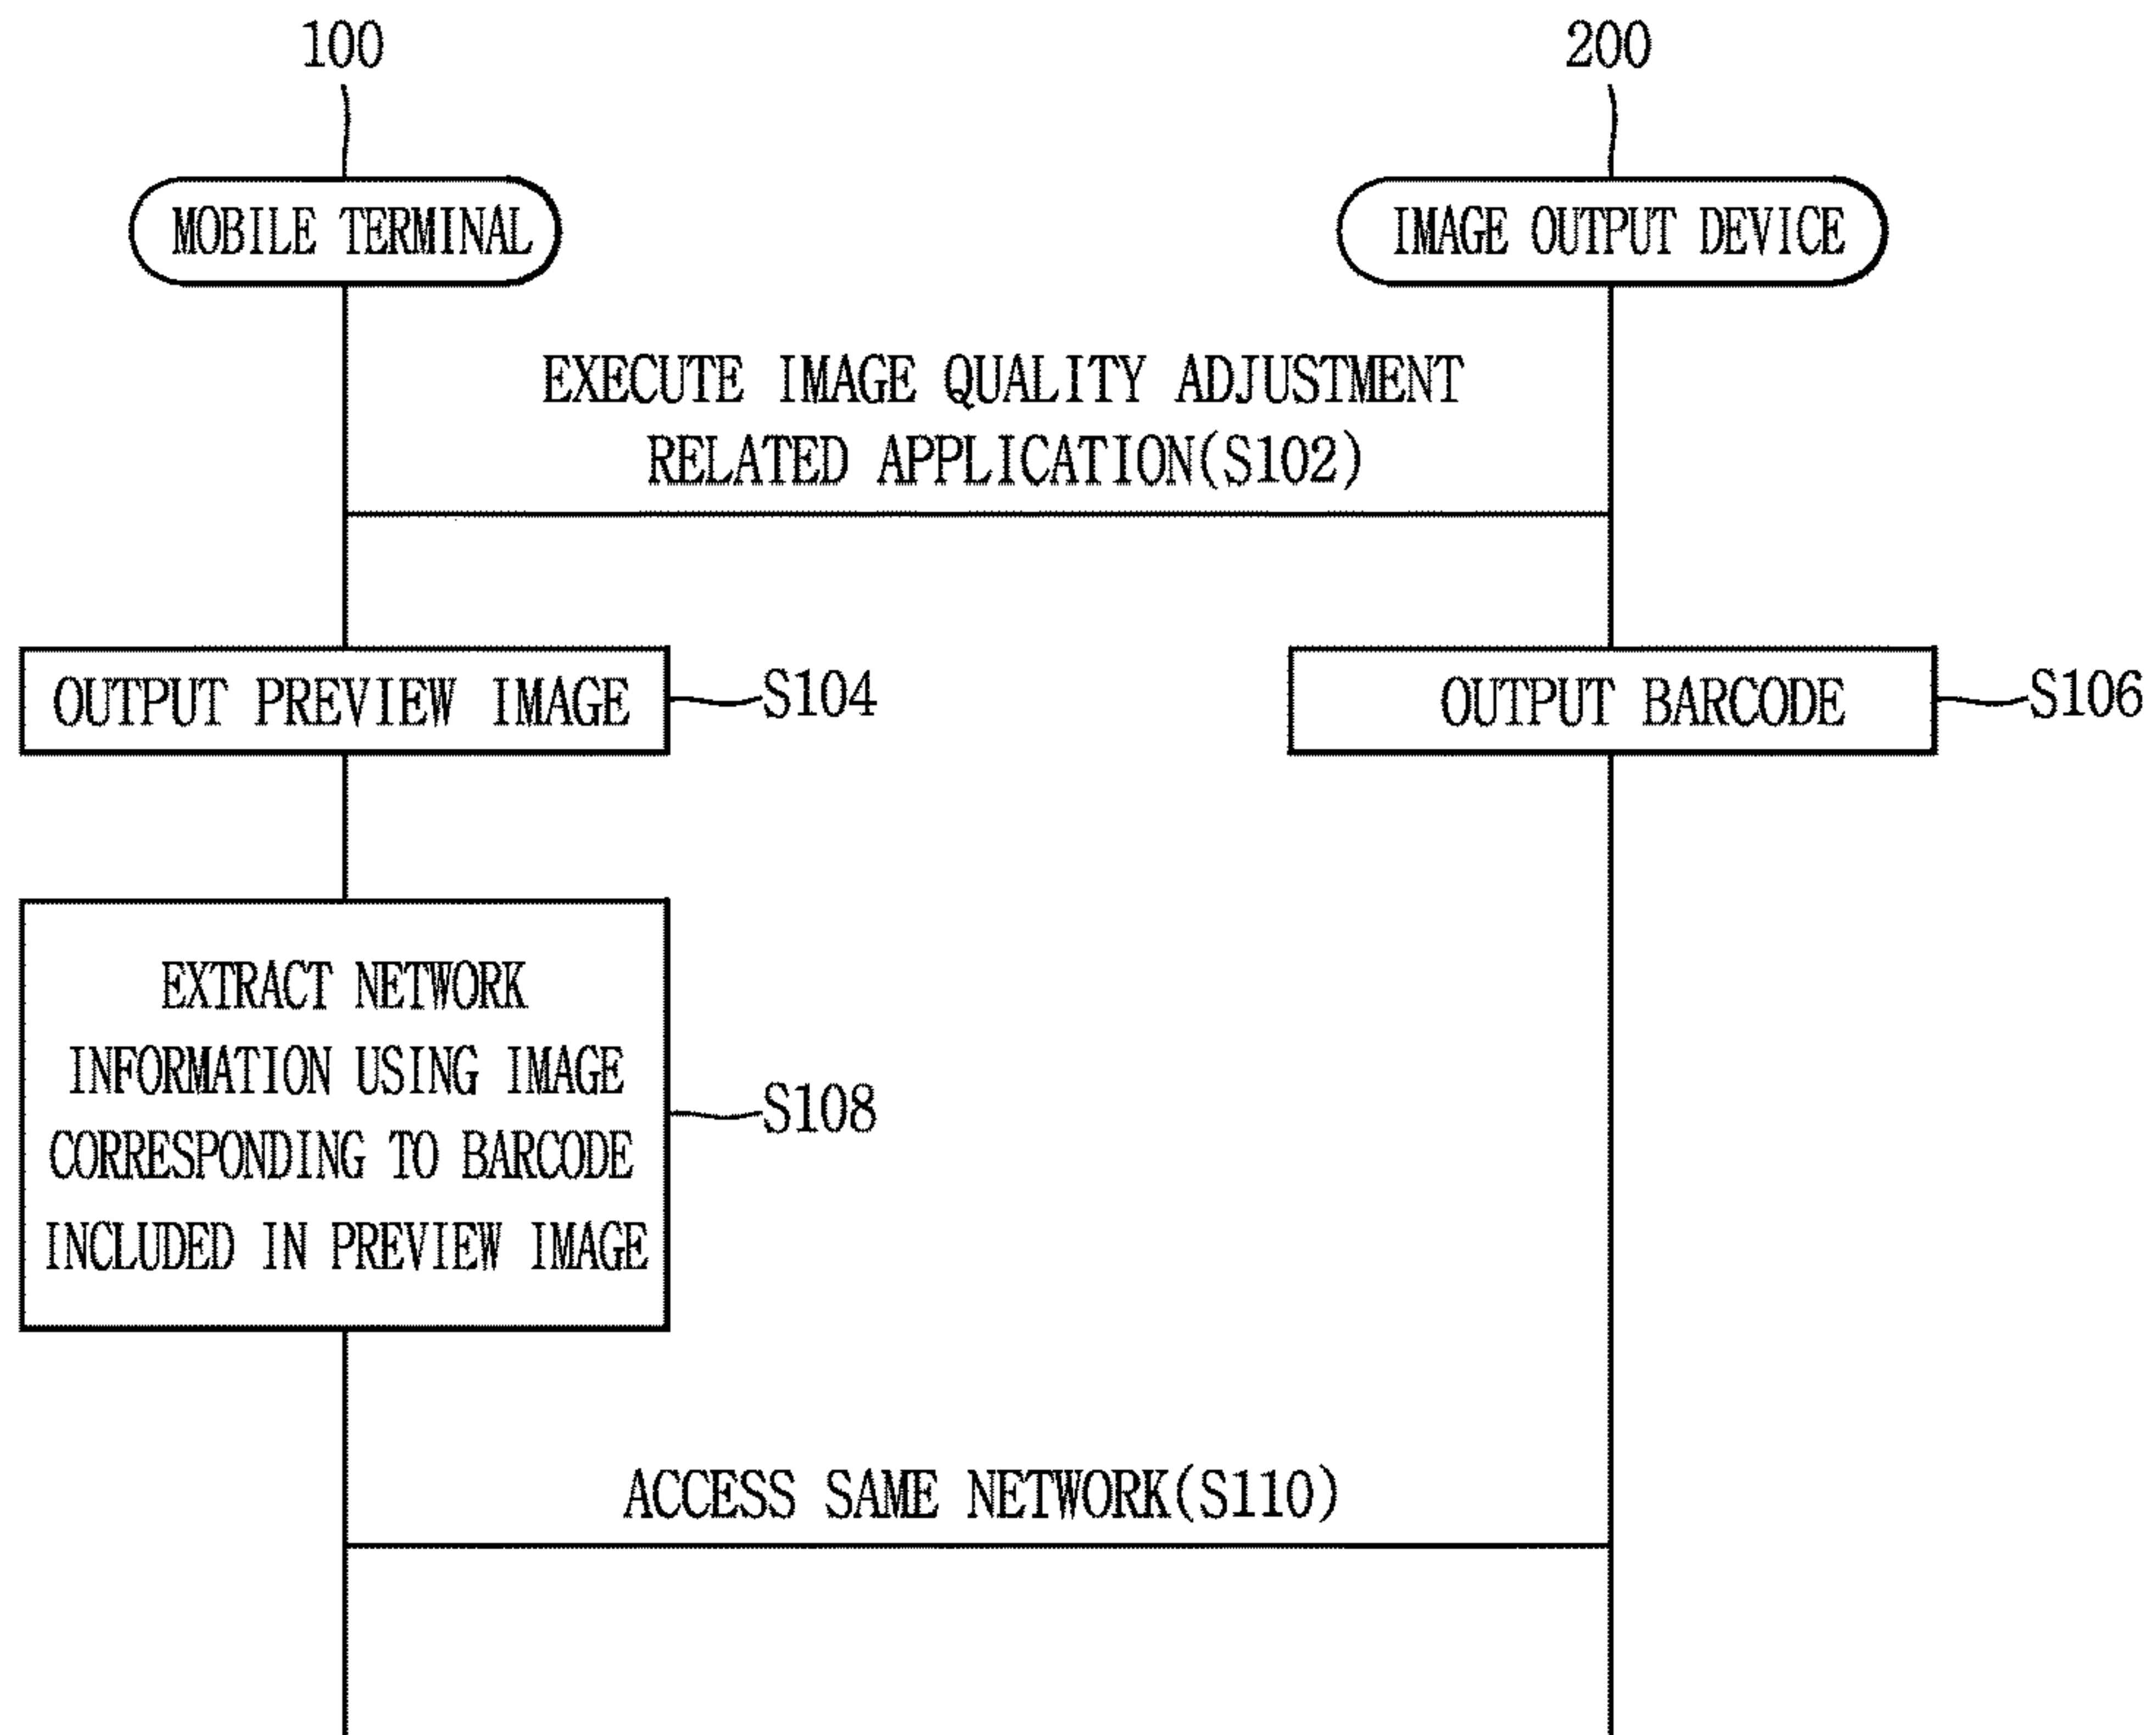 100
200
MOBILE TERMINAL
IMAGE OUTPUT DEVICE
EXECUTE IMAGE QUALITY ADJUSTMENT
RELATED APPLICATION(S102)
OUTPUT PREVIEW IMAGE
S104
OUTPUT BARCODE
S106
EXTRACT NETWORK
INFORMATION USING IMAGE
CORRESPONDING TO BARCODE
INCLUDED IN PREVIEW IMAGE
S108
ACCESS SAME NETWORK(S110)